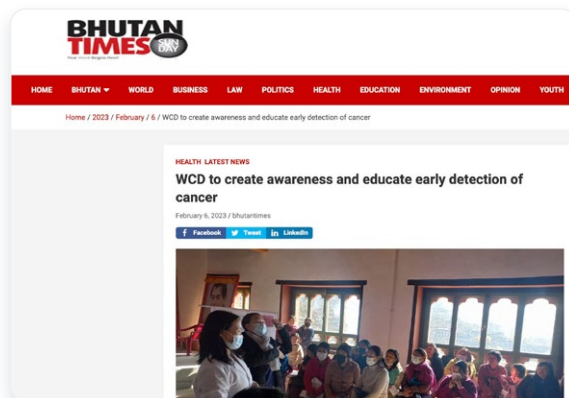 BHUTAN
TIMES SUN DAY
HOME BHUTAN WORLD BUSINESS LAW POLITICS HEALTH EDUCATION ENVIRONMENT OPINION YOUTH
Home / 2023 / February / 6 / WCD to create awareness and educate early detection of cancer
HEALTH LATEST NEWS
WCD to create awareness and educate early detection of
cancer
February 6, 2023 / bhutantimes
Facebook Tweet LinkedIn